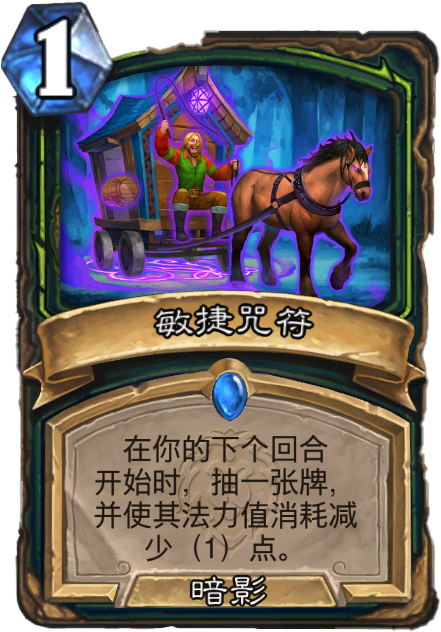 1
敏捷咒符
在你的下个回合
开始时，抽一张牌，
并使其法力值消耗减
少（1）点。
暗影